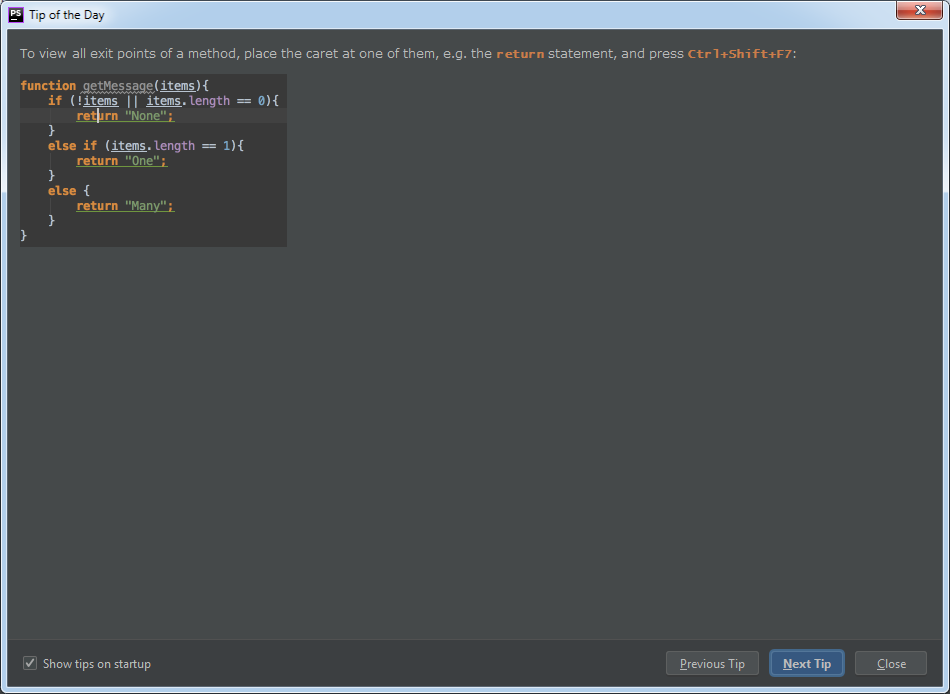 PS Tip of the Day
To view all exit points of a method, place the caret at one of them, e.g. the return statement, and press Ctrl+Shift+F7:
function getMessage(items){
    if (!items || items.length == 0){
        return "None";
    }
    else if (items.length == 1){
        return "One";
    }
    else {
        return "Many";
    }
}
Show tips on startup
Previous Tip
Next Tip
Close